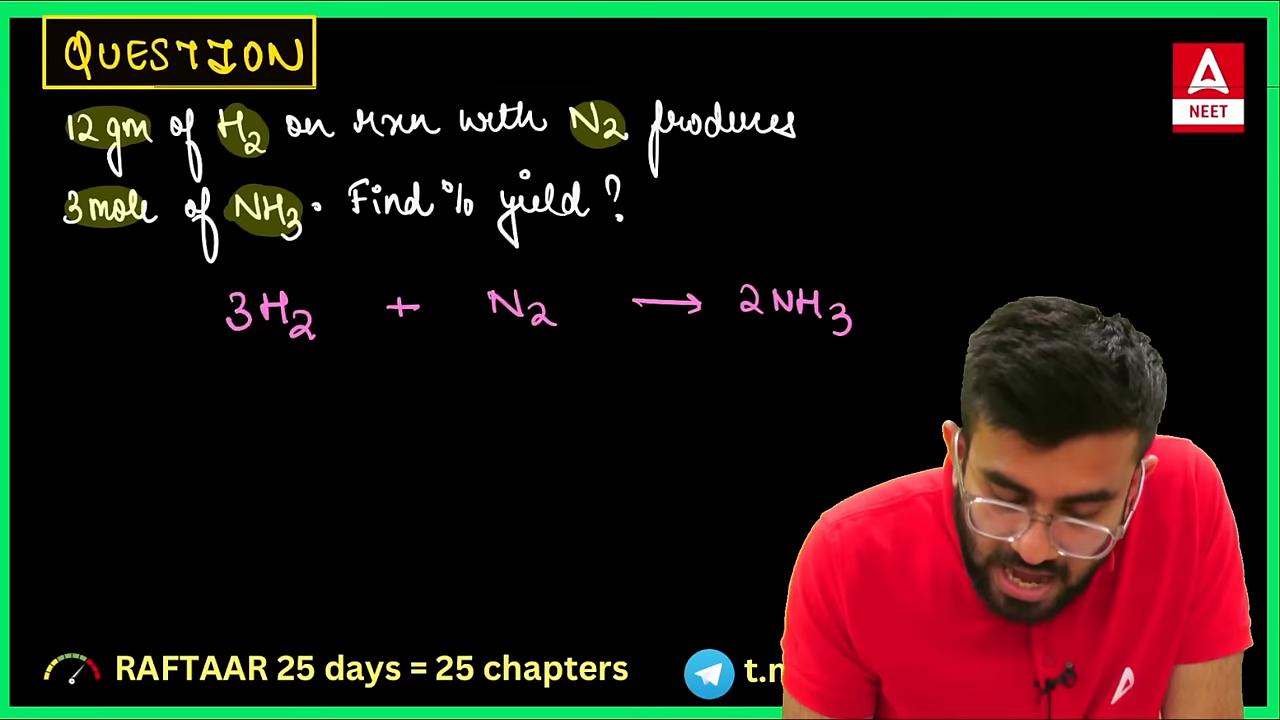 QUESTION
NEET
12 gm of H2 on rxn with N2 produces
3 mole of NH3. Find % yield?
3H2 + N2 → 2NH3
RAFTAAR 25 days = 25 chapters